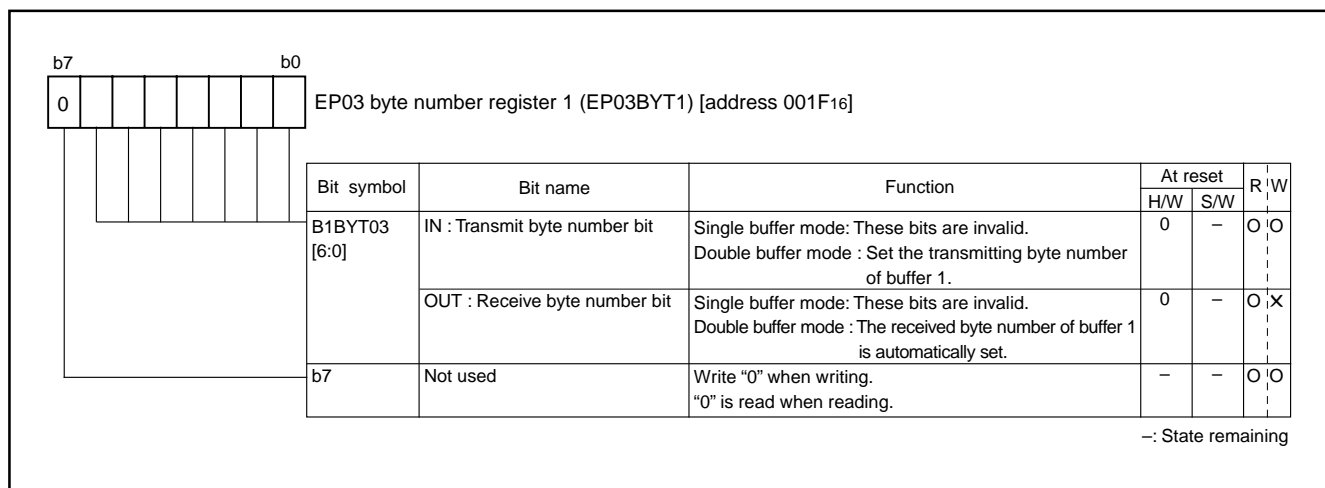 b7 b0
0 EP03 byte number register 1 (EP03BYT1) [address 001F16]
Bit symbol Bit name Function At reset R W
H/W S/W
B1BYT03 IN : Transmit byte number bit Single buffer mode: These bits are invalid. 0 – O O
[6:0] Double buffer mode : Set the transmitting byte number
of buffer 1.
OUT : Receive byte number bit Single buffer mode: These bits are invalid. 0 – O ✕
Double buffer mode : The received byte number of buffer 1
is automatically set.
b7 Not used Write “0” when writing. – – O O
“0” is read when reading.
–: State remaining